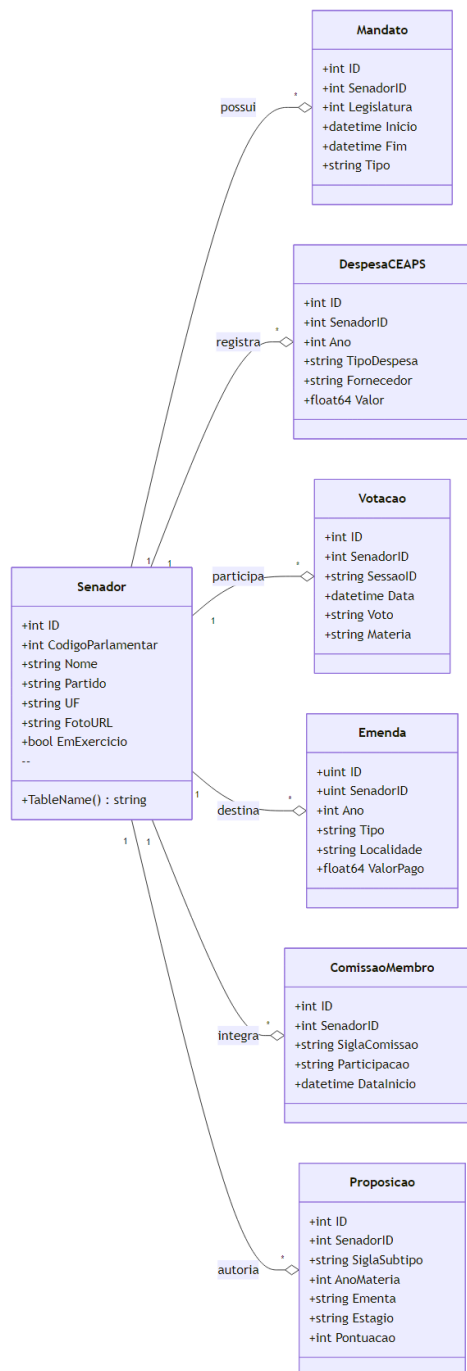 Mandato
+int ID
+int SenadorID
+int Legislatura
+datetime Inicio
+datetime Fim
+string Tipo
*
possui
DespesaCEAPS
+int ID
+int SenadorID
+int Ano
+string TipoDespesa
+string Fornecedor
+float64 Valor
*
registra
Votacao
+int ID
+int SenadorID
+string SessaoID
+datetime Data
+string Voto
+string Materia
*
participa
1
1
1
Senador
+int ID
+int CodigoParlamentar
+string Nome
+string Partido
+string UF
+string FotoURL
+bool EmExercicio
--
+TableName() : string
Emenda
+uint ID
+uint SenadorID
+int Ano
+string Tipo
+string Localidade
+float64 ValorPago
*
destina
1
1
1
ComissaoMembro
+int ID
+int SenadorID
+string SiglaComissao
+string Participacao
+datetime DataInicio
*
integra
Proposicao
+int ID
+int SenadorID
+string SiglaSubtipo
+int AnoMateria
+string Ementa
+string Estagio
+int Pontuacao
*
autoria